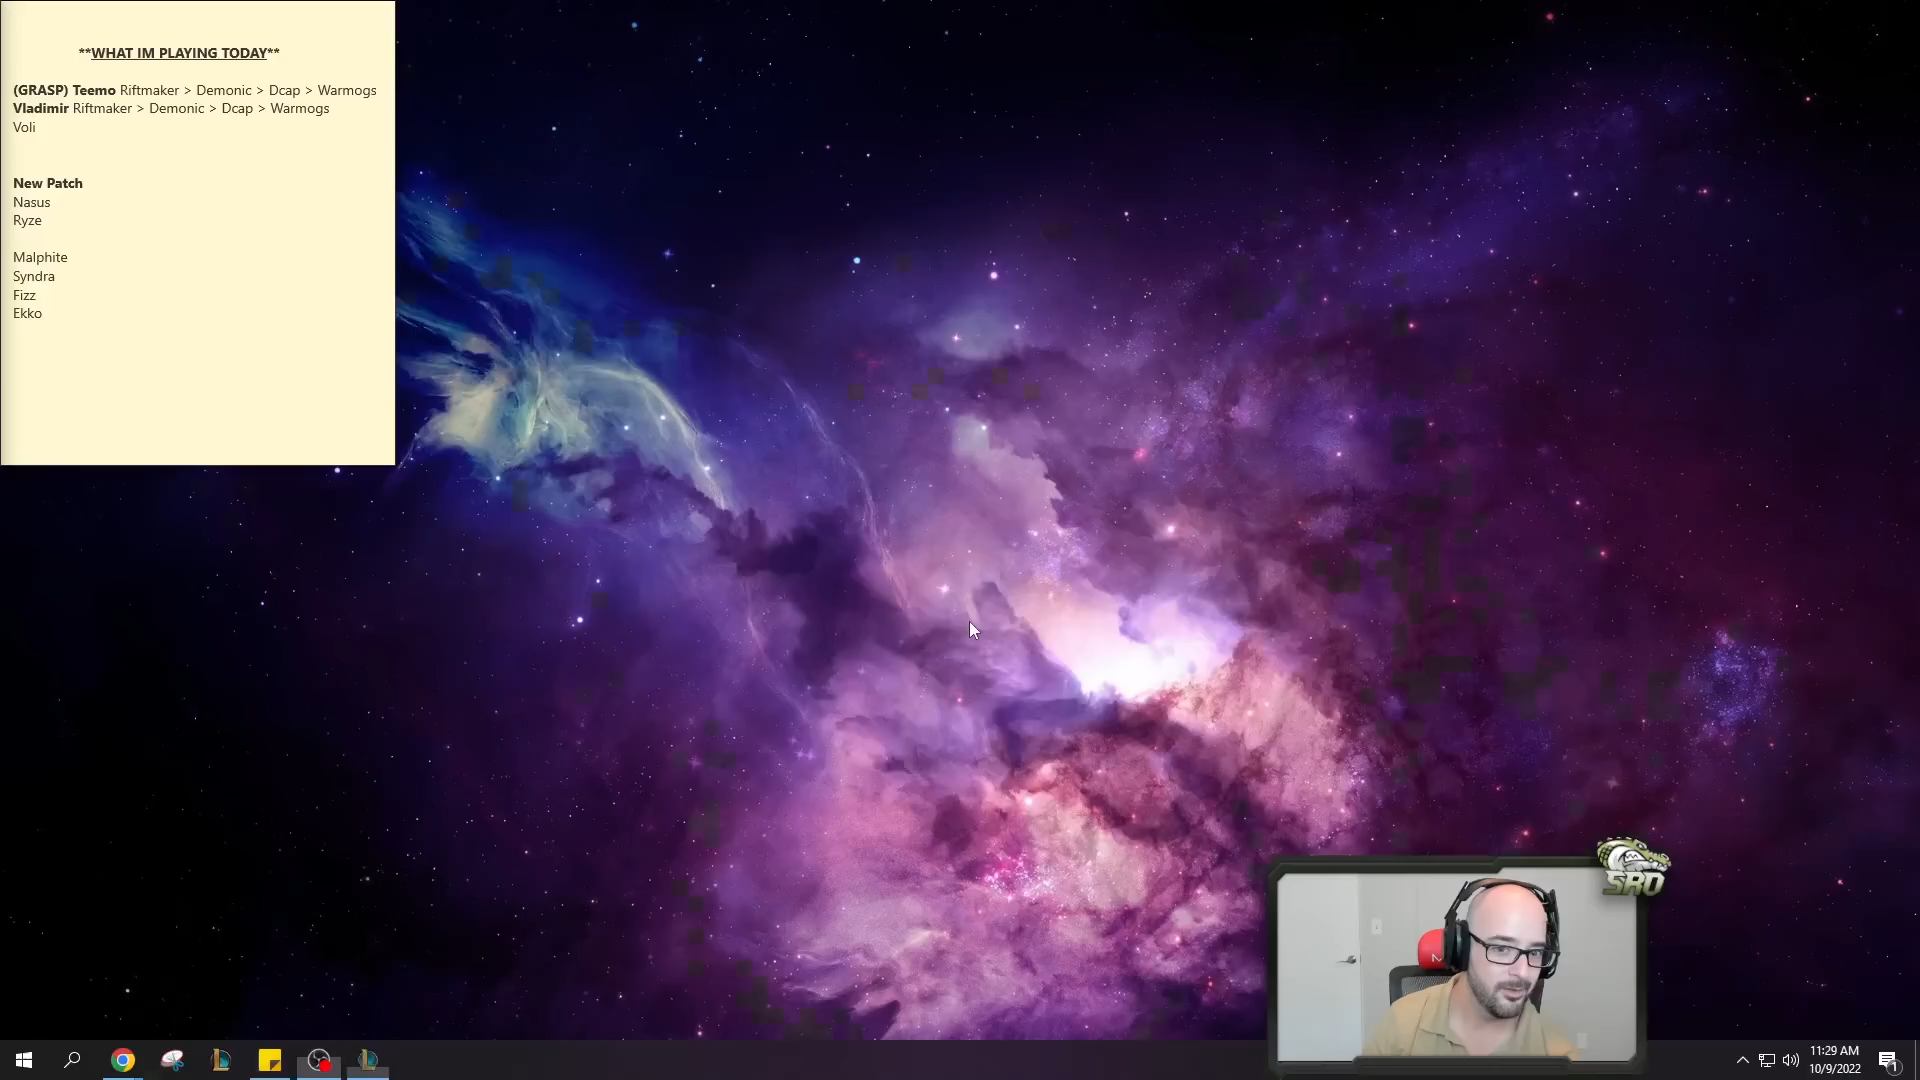 **WHAT IM PLAYING TODAY**
(GRASP) Teemo Riftmaker > Demonic > Dcap > Warmogs
Vladimir Riftmaker > Demonic > Dcap > Warmogs
Voli
New Patch
Nasus
Ryze
Malphite
Syndra
Fizz
Ekko
SRO
11:29 AM
10/9/2022
1